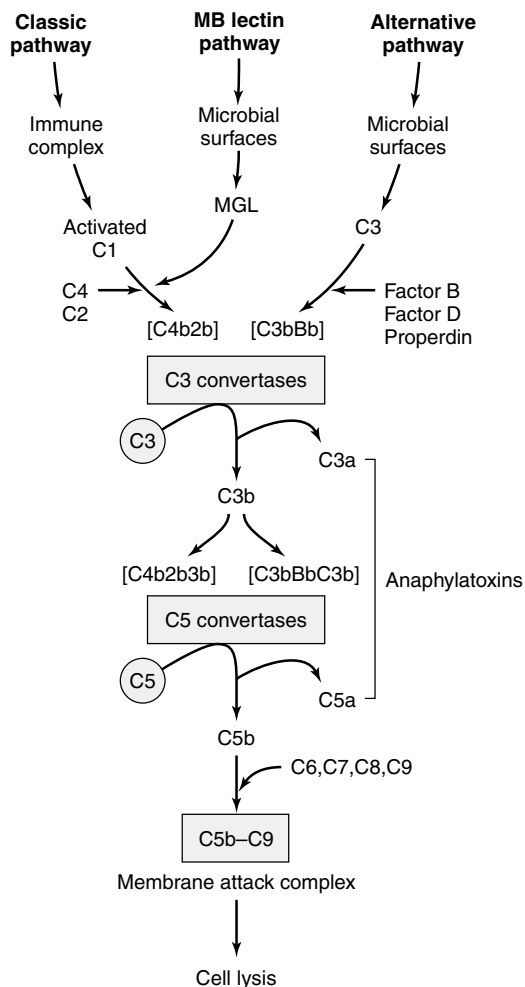 Classic
pathway
MB lectin
pathway
Alternative
pathway
Immune
complex
Microbial
surfaces
Microbial
surfaces
MGL
Activated
C1
C3
C4
C2
Factor B
Factor D
Properdin
[C4b2b]
[C3bBb]
C3 convertases
C3
C3a
C3b
[C4b2b3b]
[C3bBbC3b]
Anaphylatoxins
C5 convertases
C5
C5a
C5b
C6,C7,C8,C9
C5b–C9
Membrane attack complex
Cell lysis